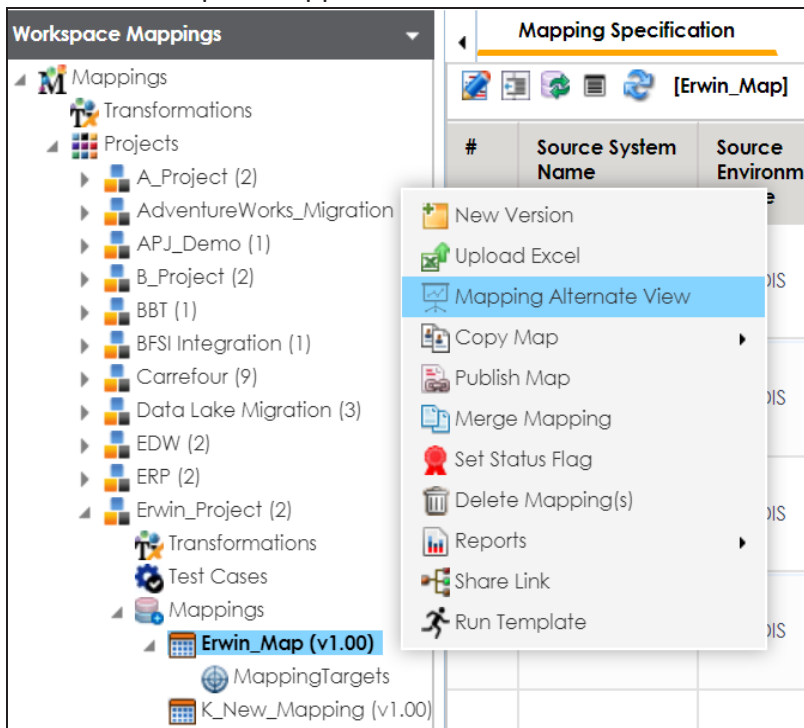 Workspace Mappings
Mappings
Transformations
Projects
A_Project (2)
AdventureWorks_Migration
APJ_Demo (1)
B_Project (2)
BBT (1)
BFSI Integration (1)
Carrefour (9)
Data Lake Migration (3)
EDW (2)
ERP (2)
Erwin_Project (2)
Transformations
Test Cases
Mappings
Erwin_Map (v1.00)
MappingTargets
K_New_Mapping (v1.00)
Mapping Specification
[Erwin_Map]
#
Source System
Name
Source
Environm
e
New Version
Upload Excel
Mapping Alternate View
Copy Map
Publish Map
Merge Mapping
Set Status Flag
Delete Mapping(s)
Reports
Share Link
Run Template